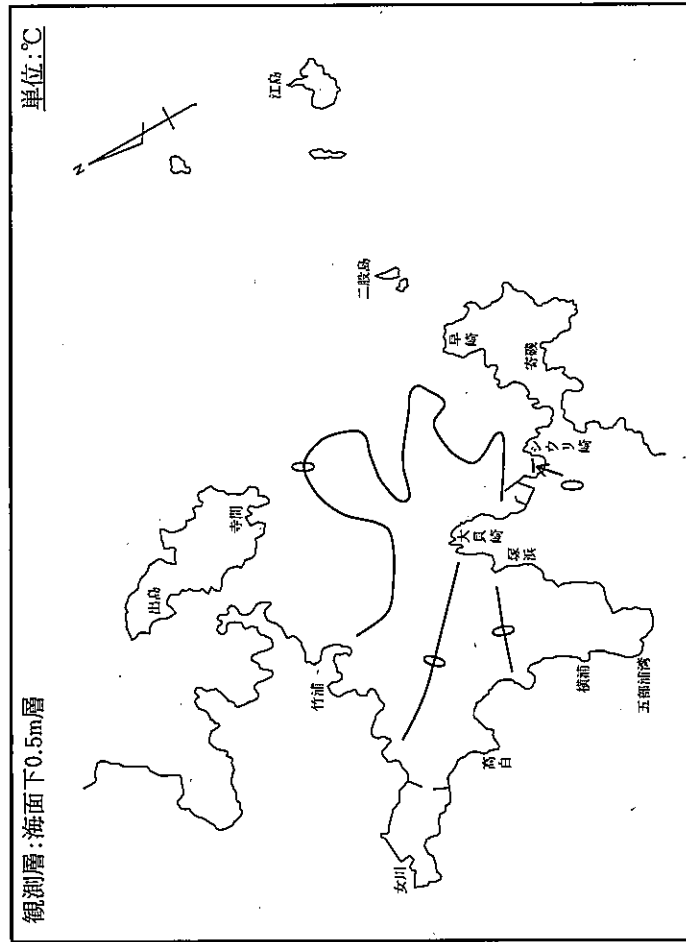 観測層:海面下0.5m層
単位:℃
N
江島
二股島
早崎
寄磯
シウリ崎
寺間
出島
0
0
大貝崎
塚浜
竹浦
0
0
横浦
五部浦湾
高白
女川